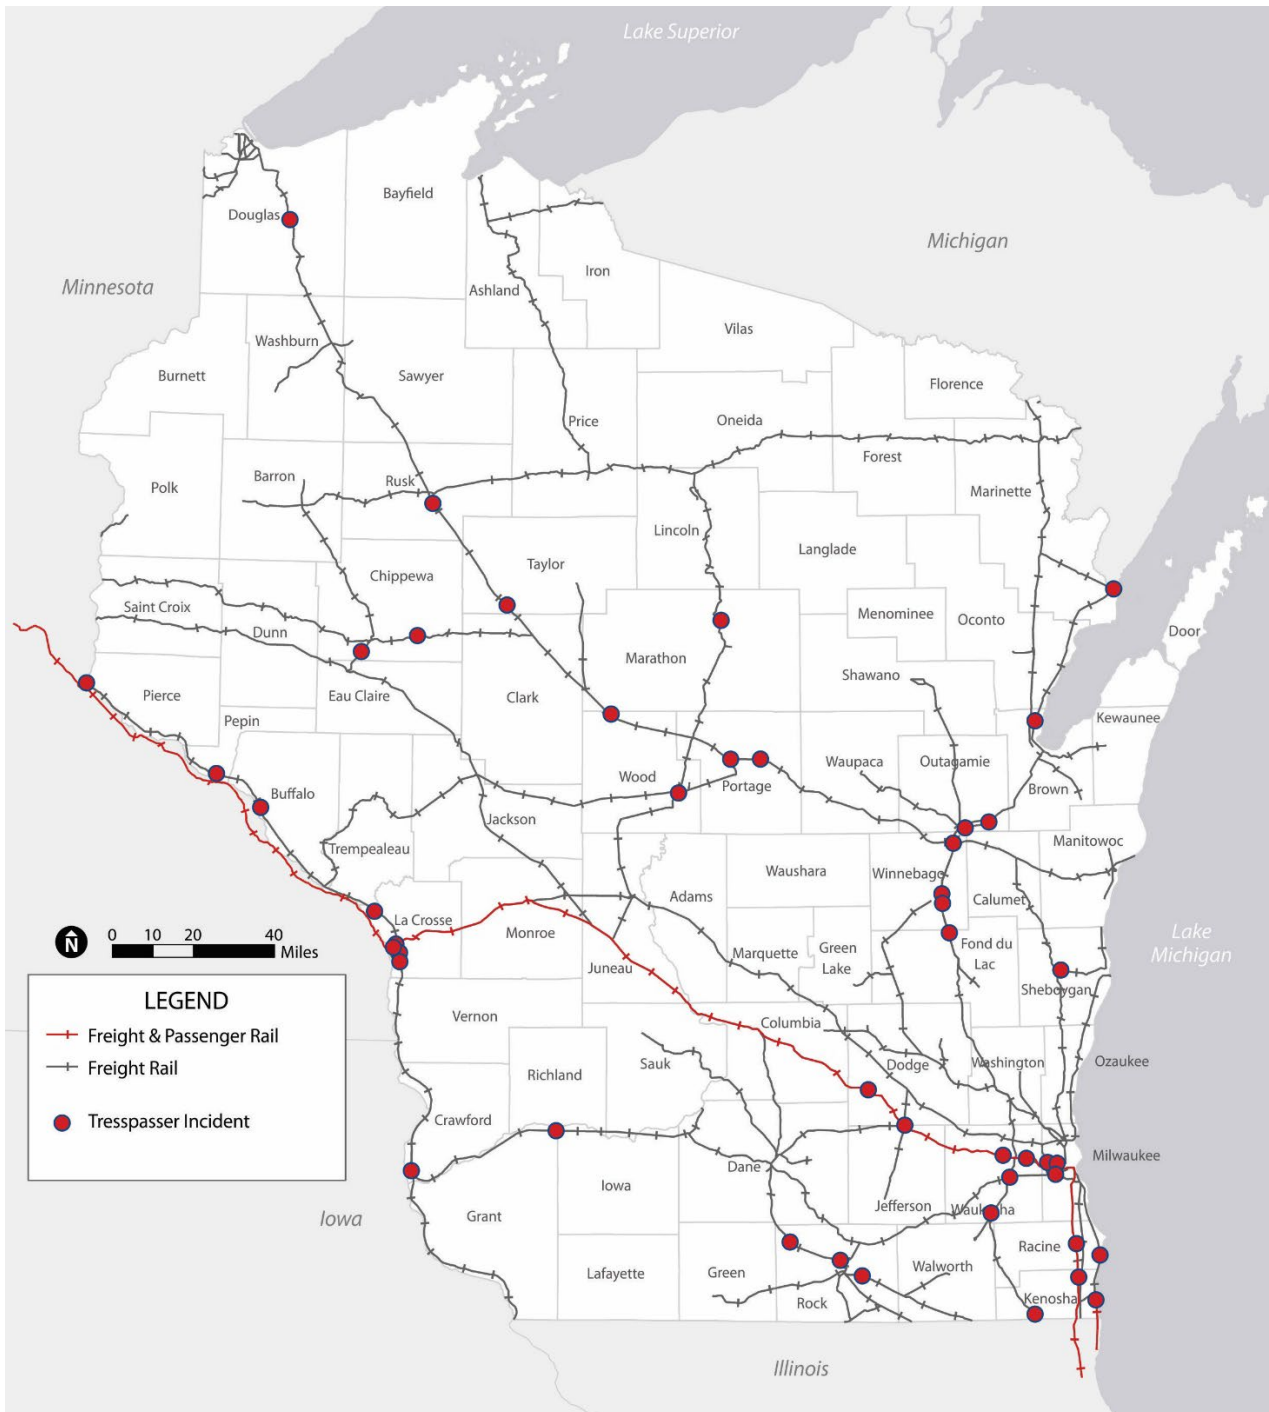 Lake Superior
Bayfield
Douglas
Michigan
Iron
Minnesota
Ashland
Vilas
Washburn
Burnett
Sawyer
Florence
Price
Oneida
Forest
Barron
Rusk
Polk
Marinette
Lincoln
Langlade
Taylor
Chippewa
Saint Croix
Menominee
Oconto
Dunn
Door
Marathon
Shawano
Pierce
Eau Claire
Clark
Pepin
Kewaunee
Waupaca
Outagamie
Wood
Portage
Brown
Buffalo
Jackson
Manitowoc
Trempealeau
Waushara
Winnebago
Adams
Calumet
La Crosse
Monroe
Lake
Michigan
Green
Lake
Fond du
Lac
Marquette
Juneau
Sheboygan
N
0 10 20 40
Miles
LEGEND
Freight & Passenger Rail
Freight Rail
Tresspasser Incident
Vernon
Columbia
Sauk
Dodge
Washington
Ozaukee
Richland
Crawford
Milwaukee
Dane
Iowa
Jefferson
Waukesha
Grant
Iowa
Racine
Lafayette
Green
Walworth
Rock
Kenosha
Illinois